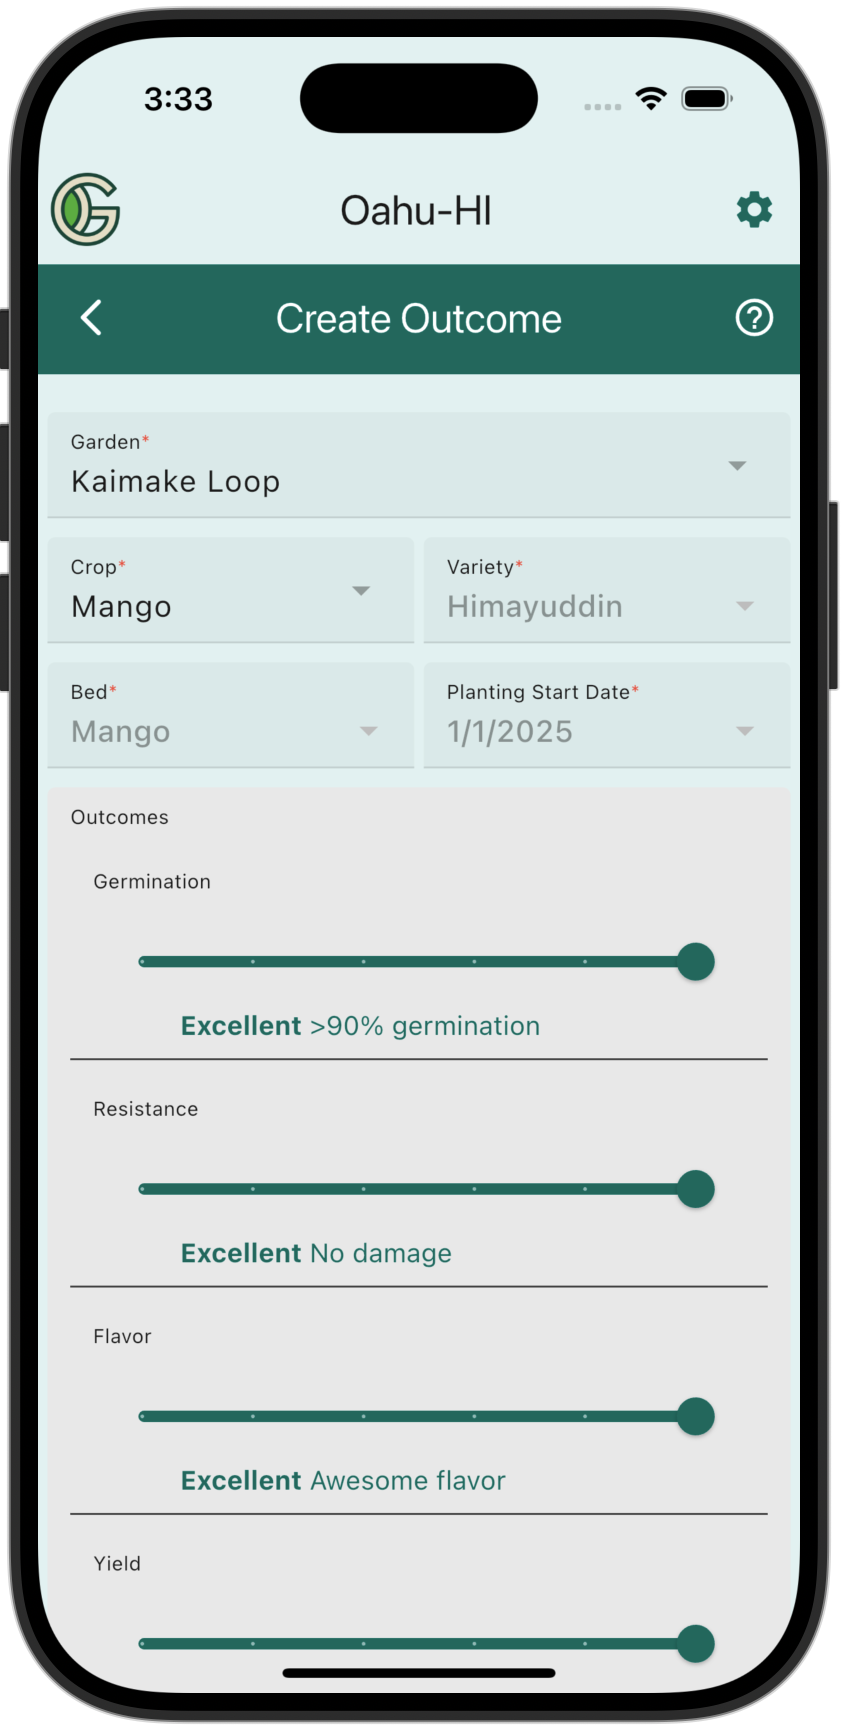 3:33
Oahu-HI
Create Outcome
Garden*
Kaimake Loop
Crop*
Variety*
Mango
Himayuddin
Bed*
Planting Start Date*
Mango
1/1/2025
Outcomes
Germination
Excellent >90% germination
Resistance
Excellent No damage
Flavor
Excellent Awesome flavor
Yield